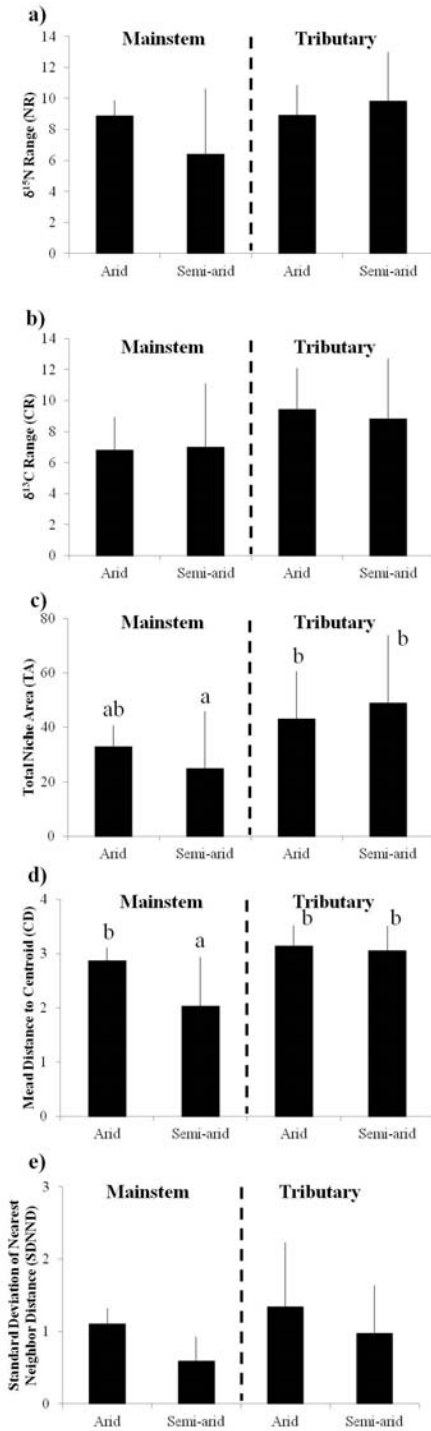 a)
Mainstem Tributary
δ¹⁵N Range (NR)
14
12
10
8
6
4
2
0
Arid Semi-arid Arid Semi-arid
b)
Mainstem Tributary
δ¹³C Range (CR)
14
12
10
8
6
4
2
0
Arid Semi-arid Arid Semi-arid
c)
Mainstem Tributary
Total Niche Area (TA)
80
60
40
20
0
ab a b b
Arid Semi-arid Arid Semi-arid
d)
Mainstem Tributary
Mead Distance to Centroid (CD)
4
3
2
1
0
b a b b
Arid Semi-arid Arid Semi-arid
e)
Mainstem Tributary
Standard Deviation of Nearest
Neighbor Distance (SDNND)
3
2
1
0
Arid Semi-arid Arid Semi-arid